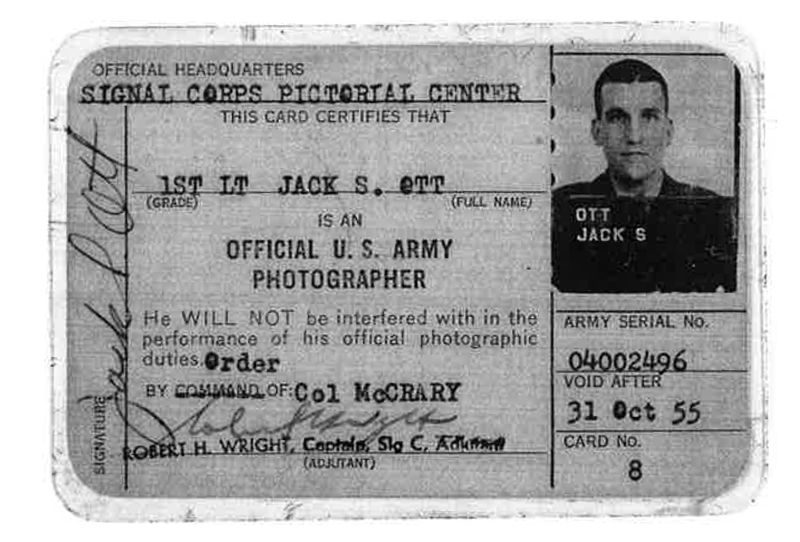 OFFICIAL HEADQUARTERS
SIGNAL CORPS PICTORIAL CENTER
THIS CARD CERTIFIES THAT
1ST LT JACK S. OTT
(GRADE) (FULL NAME)
IS AN
OFFICIAL U. S. ARMY
PHOTOGRAPHER
He WILL NOT be interfered with in the
performance of his official photographic
duties. Order
BY COMMAND OF: Col McCRARY
ROBERT H. WRIGHT, Captain, Sig C, Adjutant
(ADJUTANT)
SIGNATURE
Jack S Ott
OTT
JACK S
ARMY SERIAL No.
04002496
VOID AFTER
31 Oct 55
CARD No.
8